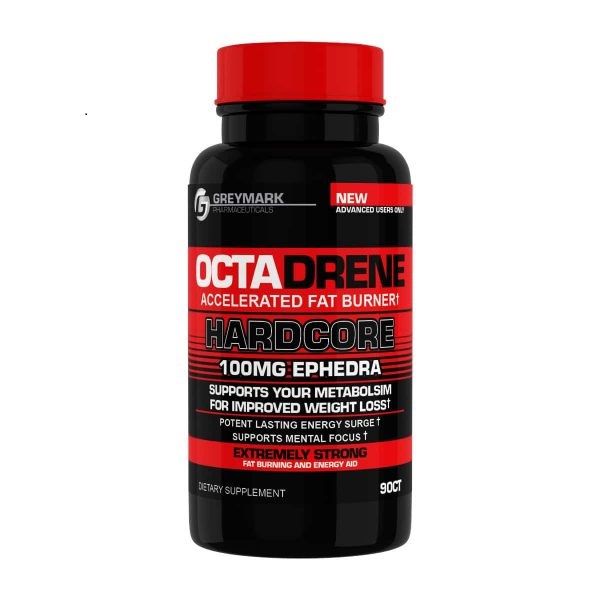 GREYMARK
PHARMACEUTICALS
NEW
ADVANCED USERS ONLY
OCTADRENE
ACCELERATED FAT BURNER†
HARDCORE
100MG EPHEDRA
SUPPORTS YOUR METABOLSIM
FOR IMPROVED WEIGHT LOSS†
POTENT LASTING ENERGY SURGE †
SUPPORTS MENTAL FOCUS †
EXTREMELY STRONG
FAT BURNING AND ENERGY AID
DIETARY SUPPLEMENT
90CT